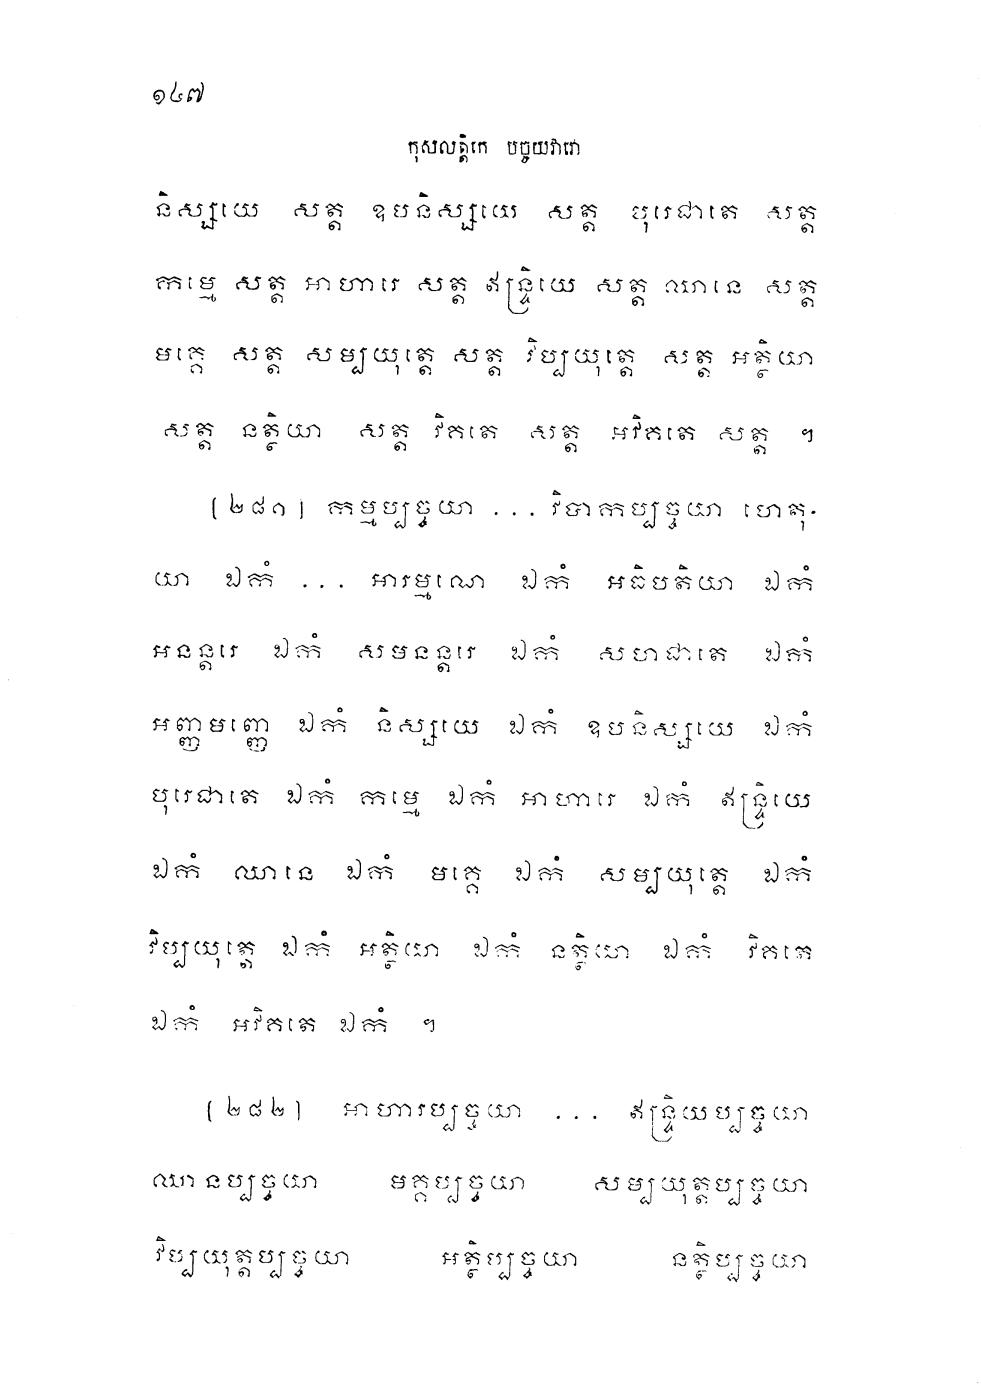 ១៤៧
កុសលត្តិកេ បច្ចយវារោ
និស្សយេ សត្ត ឧបនិស្សយេ សត្ត បុរេជាតេ សត្ត
កម្មេ សត្ត អាហារេ សត្ត ឥន្ទ្រិយេ សត្ត ឈានេ សត្ត
មគ្គេ សត្ត សម្បយុត្តេ សត្ត វិប្បយុត្តេ សត្ត អត្ថិយា
សត្ត នត្ថិយា សត្ត វិគតេ សត្ត អវិគតេ សត្ត ។
[២៨១] កម្មប្បច្ចយា ... វិបាកប្បច្ចយា ហេតុ-
យា ឯកំ ... អារម្មណេ ឯកំ អធិបតិយា ឯកំ
អនន្តរេ ឯកំ សមនន្តរេ ឯកំ សហជាតេ ឯកំ
អញ្ញមញ្ញេ ឯកំ និស្សយេ ឯកំ ឧបនិស្សយេ ឯកំ
បុរេជាតេ ឯកំ កម្មេ ឯកំ អាហារេ ឯកំ ឥន្ទ្រិយេ
ឯកំ ឈានេ ឯកំ មគ្គេ ឯកំ សម្បយុត្តេ ឯកំ
វិប្បយុត្តេ ឯកំ អត្ថិយា ឯកំ នត្ថិយា ឯកំ វិគតេ
ឯកំ អវិគតេ ឯកំ ។
[២៨២] អាហារប្បច្ចយា ... ឥន្ទ្រិយប្បច្ចយា
ឈានប្បច្ចយា មគ្គប្បច្ចយា សម្បយុត្តប្បច្ចយា
វិប្បយុត្តប្បច្ចយា អត្ថិប្បច្ចយា នត្ថិប្បច្ចយា